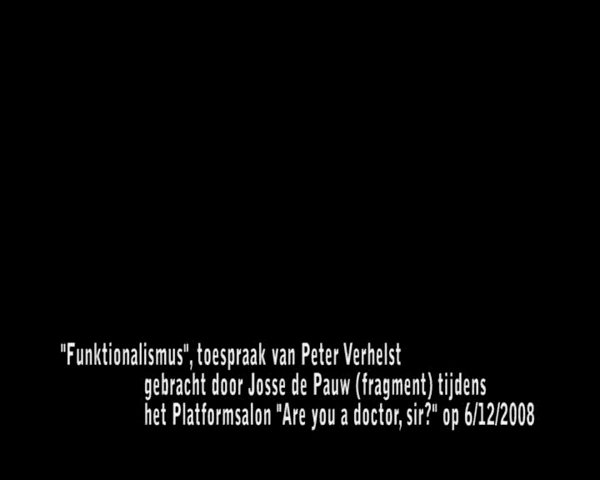 "Funktionalismus", toespraak van Peter Verhelst
gebracht door Josse de Pauw (fragment) tijdens
het Platformsalon "Are you a doctor, sir?" op 6/12/2008